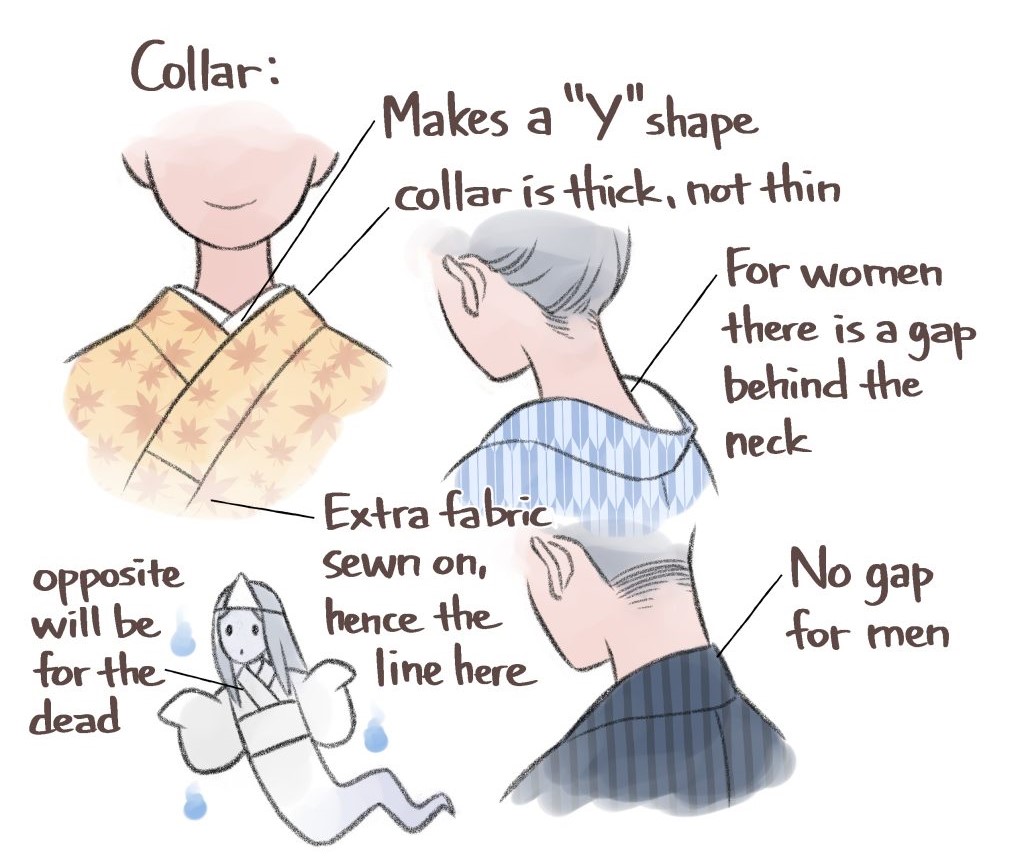 Collar:
Makes a "Y" shape
collar is thick, not thin
For women
there is a gap
behind the
neck
Extra fabric
sewn on,
hence the
line here
opposite
will be
for the
dead
No gap
for men